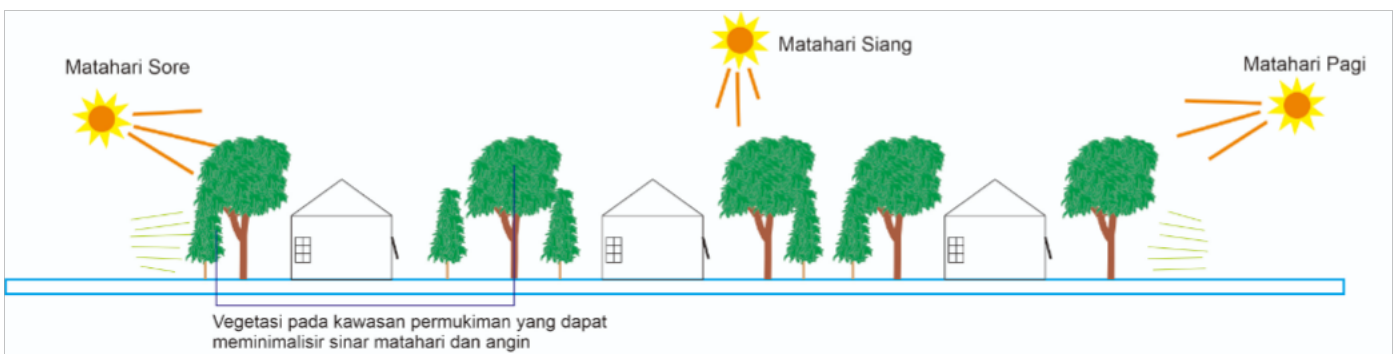 Matahari Siang
Matahari Sore
Matahari Pagi
Vegetasi pada kawasan permukiman yang dapat
meminimalisir sinar matahari dan angin